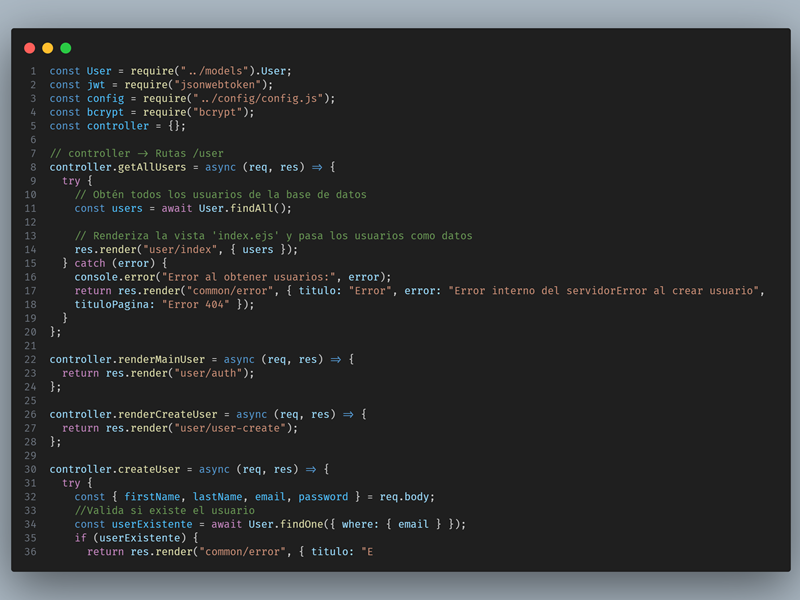 1 const User = require("../models").User;
2 const jwt = require("jsonwebtoken");
3 const config = require("../config/config.js");
4 const bcrypt = require("bcrypt");
5 const controller = {};
6
7 // controller -> Rutas /user
8 controller.getAllUsers = async (req, res) => {
9 try {
10 // Obtén todos los usuarios de la base de datos
11 const users = await User.findAll();
12
13 // Renderiza la vista 'index.ejs' y pasa los usuarios como datos
14 res.render("user/index", { users });
15 } catch (error) {
16 console.error("Error al obtener usuarios:", error);
17 return res.render("common/error", { titulo: "Error", error: "Error interno del servidorError al crear usuario",
18 tituloPagina: "Error 404" });
19 }
20 };
21
22 controller.renderMainUser = async (req, res) => {
23 return res.render("user/auth");
24 };
25
26 controller.renderCreateUser = async (req, res) => {
27 return res.render("user/user-create");
28 };
29
30 controller.createUser = async (req, res) => {
31 try {
32 const { firstName, lastName, email, password } = req.body;
33 //Valida si existe el usuario
34 const userExistente = await User.findOne({ where: { email } });
35 if (userExistente) {
36 return res.render("common/error", { titulo: "E